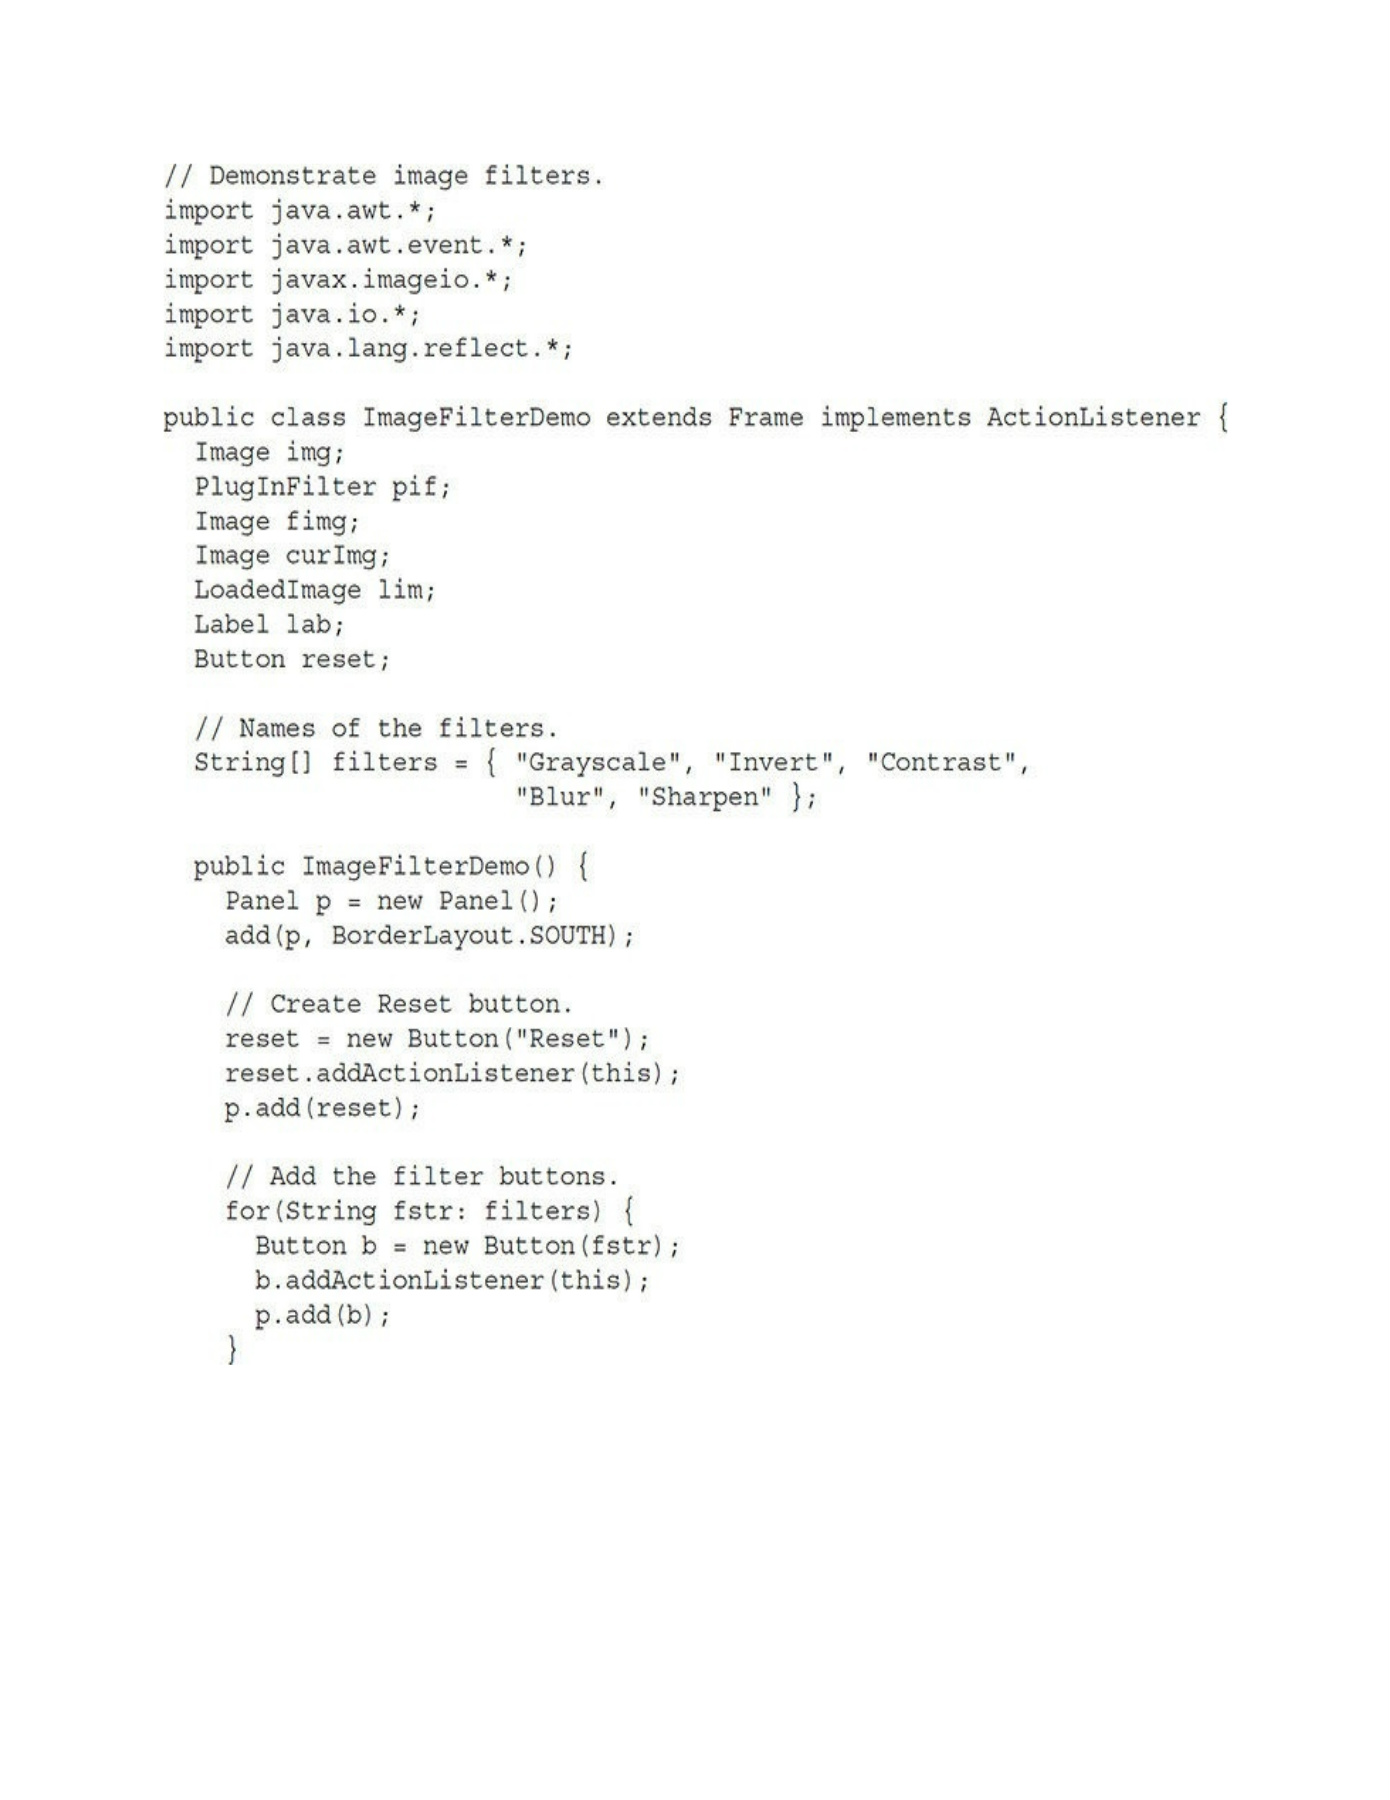 // Demonstrate image filters.
import java.awt.*;
import java.awt.event.*;
import javax.imageio.*;
import java.io.*;
import java.lang.reflect.*;

public class ImageFilterDemo extends Frame implements ActionListener {
  Image img;
  PlugInFilter pif;
  Image fimg;
  Image curImg;
  LoadedImage lim;
  Label lab;
  Button reset;

  // Names of the filters.
  String[] filters = { "Grayscale", "Invert", "Contrast",
                       "Blur", "Sharpen" };

  public ImageFilterDemo() {
    Panel p = new Panel();
    add(p, BorderLayout.SOUTH);

    // Create Reset button.
    reset = new Button("Reset");
    reset.addActionListener(this);
    p.add(reset);

    // Add the filter buttons.
    for(String fstr: filters) {
      Button b = new Button(fstr);
      b.addActionListener(this);
      p.add(b);
    }